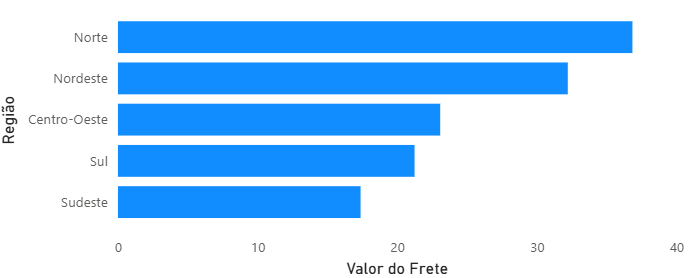 Norte
Nordeste
Centro-Oeste
Sul
Sudeste
Região
0 10 20 30 40
Valor do Frete